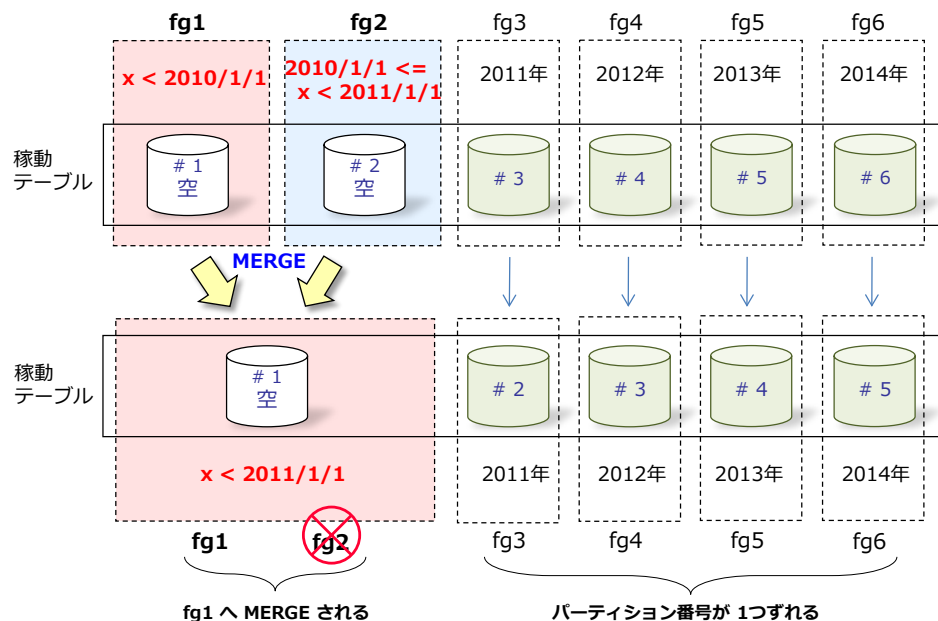 fg1 fg2 fg3 fg4 fg5 fg6
x < 2010/1/1
2010/1/1 <=
x < 2011/1/1
2011年 2012年 2013年 2014年
稼動
テーブル
# 1
空
# 2
空
# 3 # 4 # 5 # 6
MERGE
稼動
テーブル
# 1
空
# 2 # 3 # 4 # 5
x < 2011/1/1
2011年 2012年 2013年 2014年
fg1 fg2 fg3 fg4 fg5 fg6
fg1 へ MERGE される
パーティション番号が 1つずれる